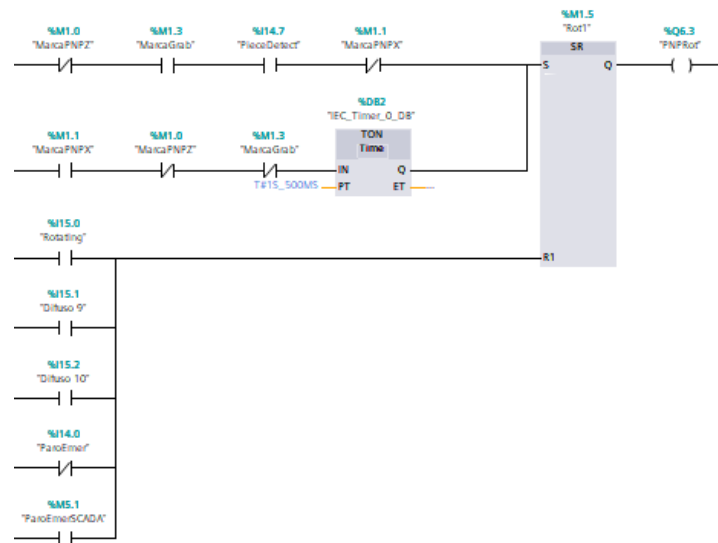 %M1.5
"Rot1"
%M1.0 %M1.3 %I14.7 %M1.1 %Q6.3
"MarcaPNPZ" "MarcaGrab" "PieceDetect" "MarcaPNPX" "PNPRot"
SR
S Q
%DB2
"IEC_Timer_0_DB"
%M1.1 %M1.0 %M1.3 TON
"MarcaPNPX" "MarcaPNPZ" "MarcaGrab" Time
IN Q
T#1S_500MS PT ET
%I15.0
"Rotating"
R1
%I15.1
"Difuso 9"
%I15.2
"Difuso 10"
%I14.0
"ParoEmer"
%M5.1
"ParoEmerSCADA"